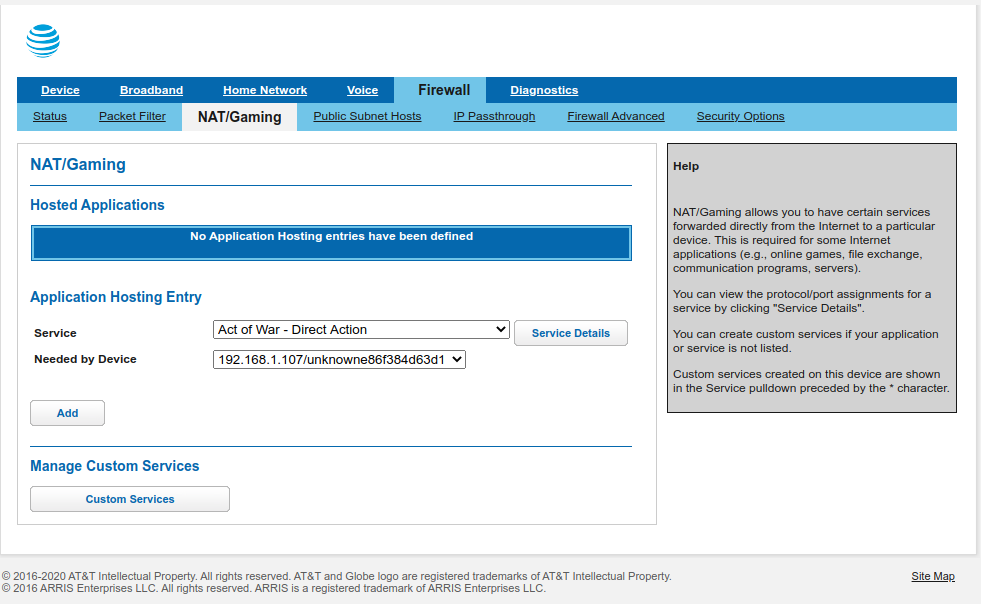 Device Broadband Home Network Voice Firewall Diagnostics
Status Packet Filter NAT/Gaming Public Subnet Hosts IP Passthrough Firewall Advanced Security Options
NAT/Gaming
Hosted Applications
No Application Hosting entries have been defined
Application Hosting Entry
Service Act of War - Direct Action Service Details
Needed by Device 192.168.1.107/unknowne86f384d63d1
Add
Manage Custom Services
Custom Services
Help
NAT/Gaming allows you to have certain services
forwarded directly from the Internet to a particular
device. This is required for some Internet
applications (e.g., online games, file exchange,
communication programs, servers).
You can view the protocol/port assignments for a
service by clicking "Service Details".
You can create custom services if your application
or service is not listed.
Custom services created on this device are shown
in the Service pulldown preceded by the * character.
© 2016-2020 AT&T Intellectual Property. All rights reserved. AT&T and Globe logo are registered trademarks of AT&T Intellectual Property.
© 2016 ARRIS Enterprises LLC. All rights reserved. ARRIS is a registered trademark of ARRIS Enterprises LLC.
Site Map